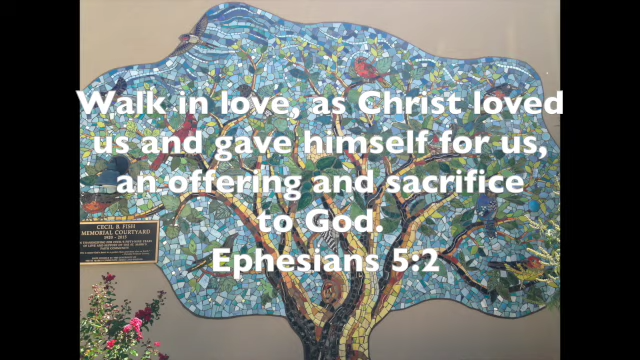 Walk in love, as Christ loved
us and gave himself for us,
an offering and sacrifice
to God.
Ephesians 5:2
CECIL B. FISH
MEMORIAL COURTYARD